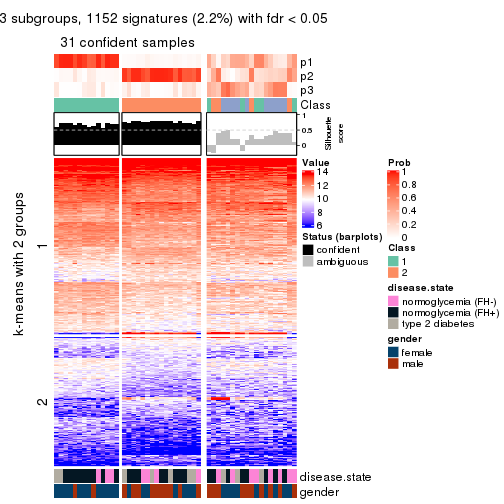 3 subgroups, 1152 signatures (2.2%) with fdr < 0.05
31 confident samples
p1
p2
p3
Class
1
0.5
0
Silhouette
score
k-means with 2 groups
1
2
Value
14
12
10
8
6
Status (barplots)
confident
ambiguous
Prob
1
0.8
0.6
0.4
0.2
0
Class
1
2
disease.state
normoglycemia (FH-)
normoglycemia (FH+)
type 2 diabetes
gender
female
male
disease.state
gender